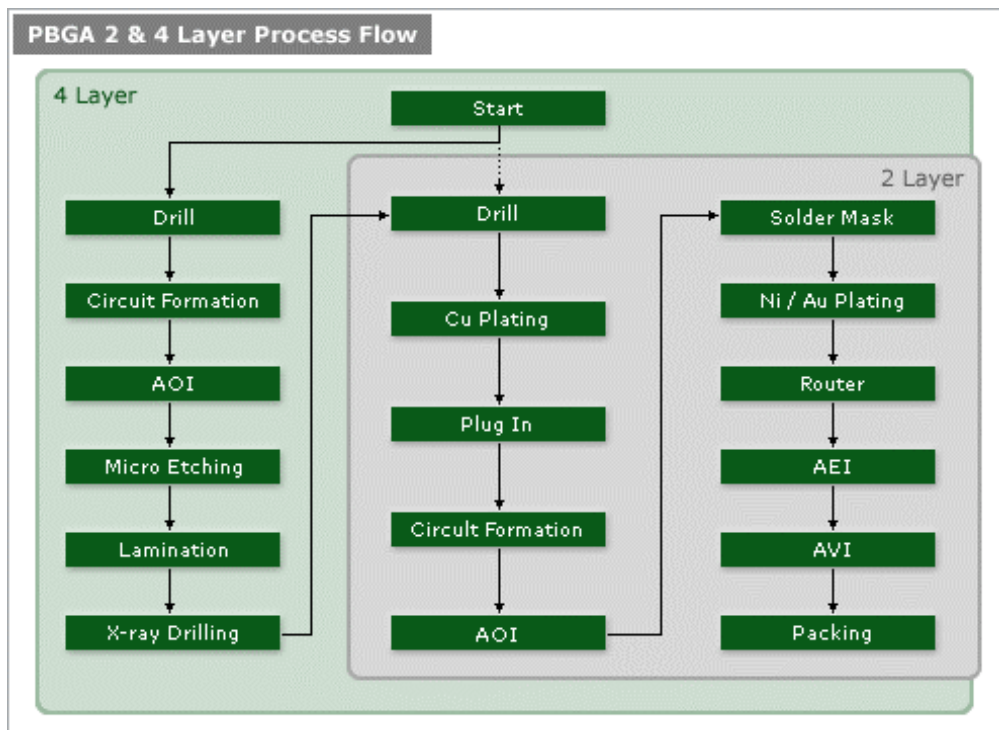 PBGA 2 & 4 Layer Process Flow
4 Layer
Start
2 Layer
Drill
Circuit Formation
AOI
Micro Etching
Lamination
X-ray Drilling
Drill
Cu Plating
Plug In
Circult Formation
AOI
Solder Mask
Ni / Au Plating
Router
AEI
AVI
Packing